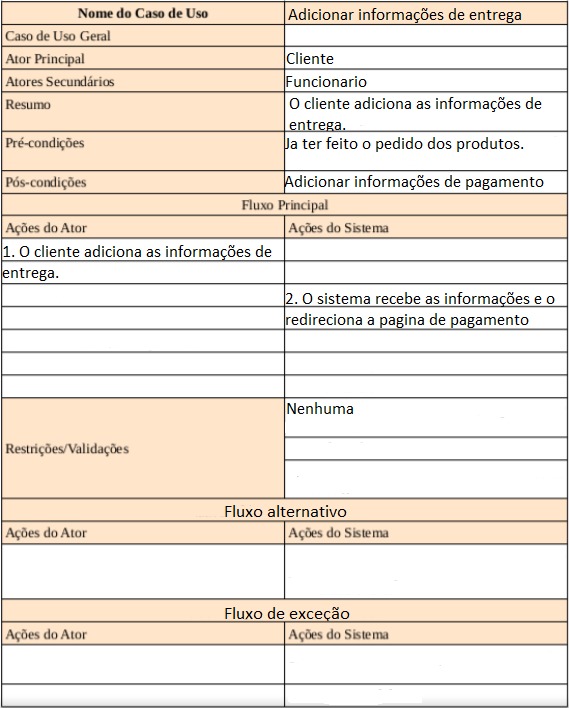 Nome do Caso de Uso Adicionar informações de entrega
Caso de Uso Geral
Ator Principal Cliente
Atores Secundários Funcionario
Resumo O cliente adiciona as informações de
entrega.
Pré-condições Ja ter feito o pedido dos produtos.
Pós-condições Adicionar informações de pagamento
Fluxo Principal
Ações do Ator Ações do Sistema
1. O cliente adiciona as informações de
entrega.
2. O sistema recebe as informações e o
redireciona a pagina de pagamento
Restrições/Validações Nenhuma
Fluxo alternativo
Ações do Ator Ações do Sistema
Fluxo de exceção
Ações do Ator Ações do Sistema